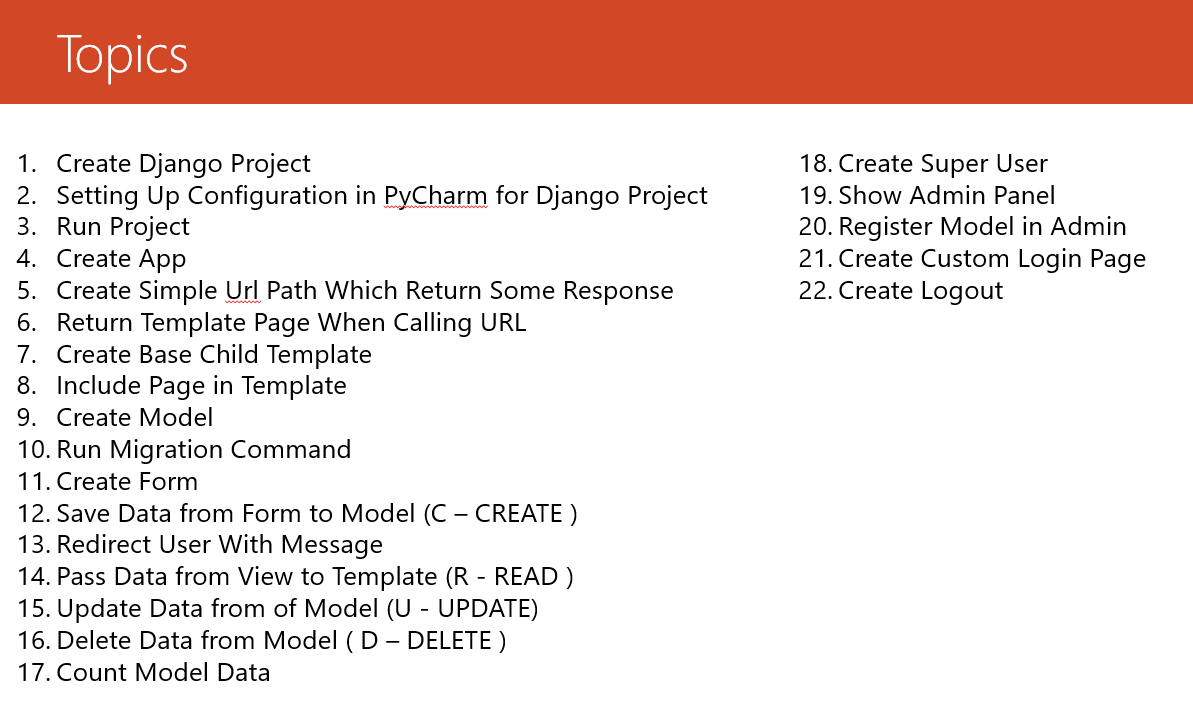 Topics
1. Create Django Project
2. Setting Up Configuration in PyCharm for Django Project
3. Run Project
4. Create App
5. Create Simple Url Path Which Return Some Response
6. Return Template Page When Calling URL
7. Create Base Child Template
8. Include Page in Template
9. Create Model
10. Run Migration Command
11. Create Form
12. Save Data from Form to Model (C – CREATE )
13. Redirect User With Message
14. Pass Data from View to Template (R - READ )
15. Update Data from of Model (U - UPDATE)
16. Delete Data from Model ( D – DELETE )
17. Count Model Data
18. Create Super User
19. Show Admin Panel
20. Register Model in Admin
21. Create Custom Login Page
22. Create Logout